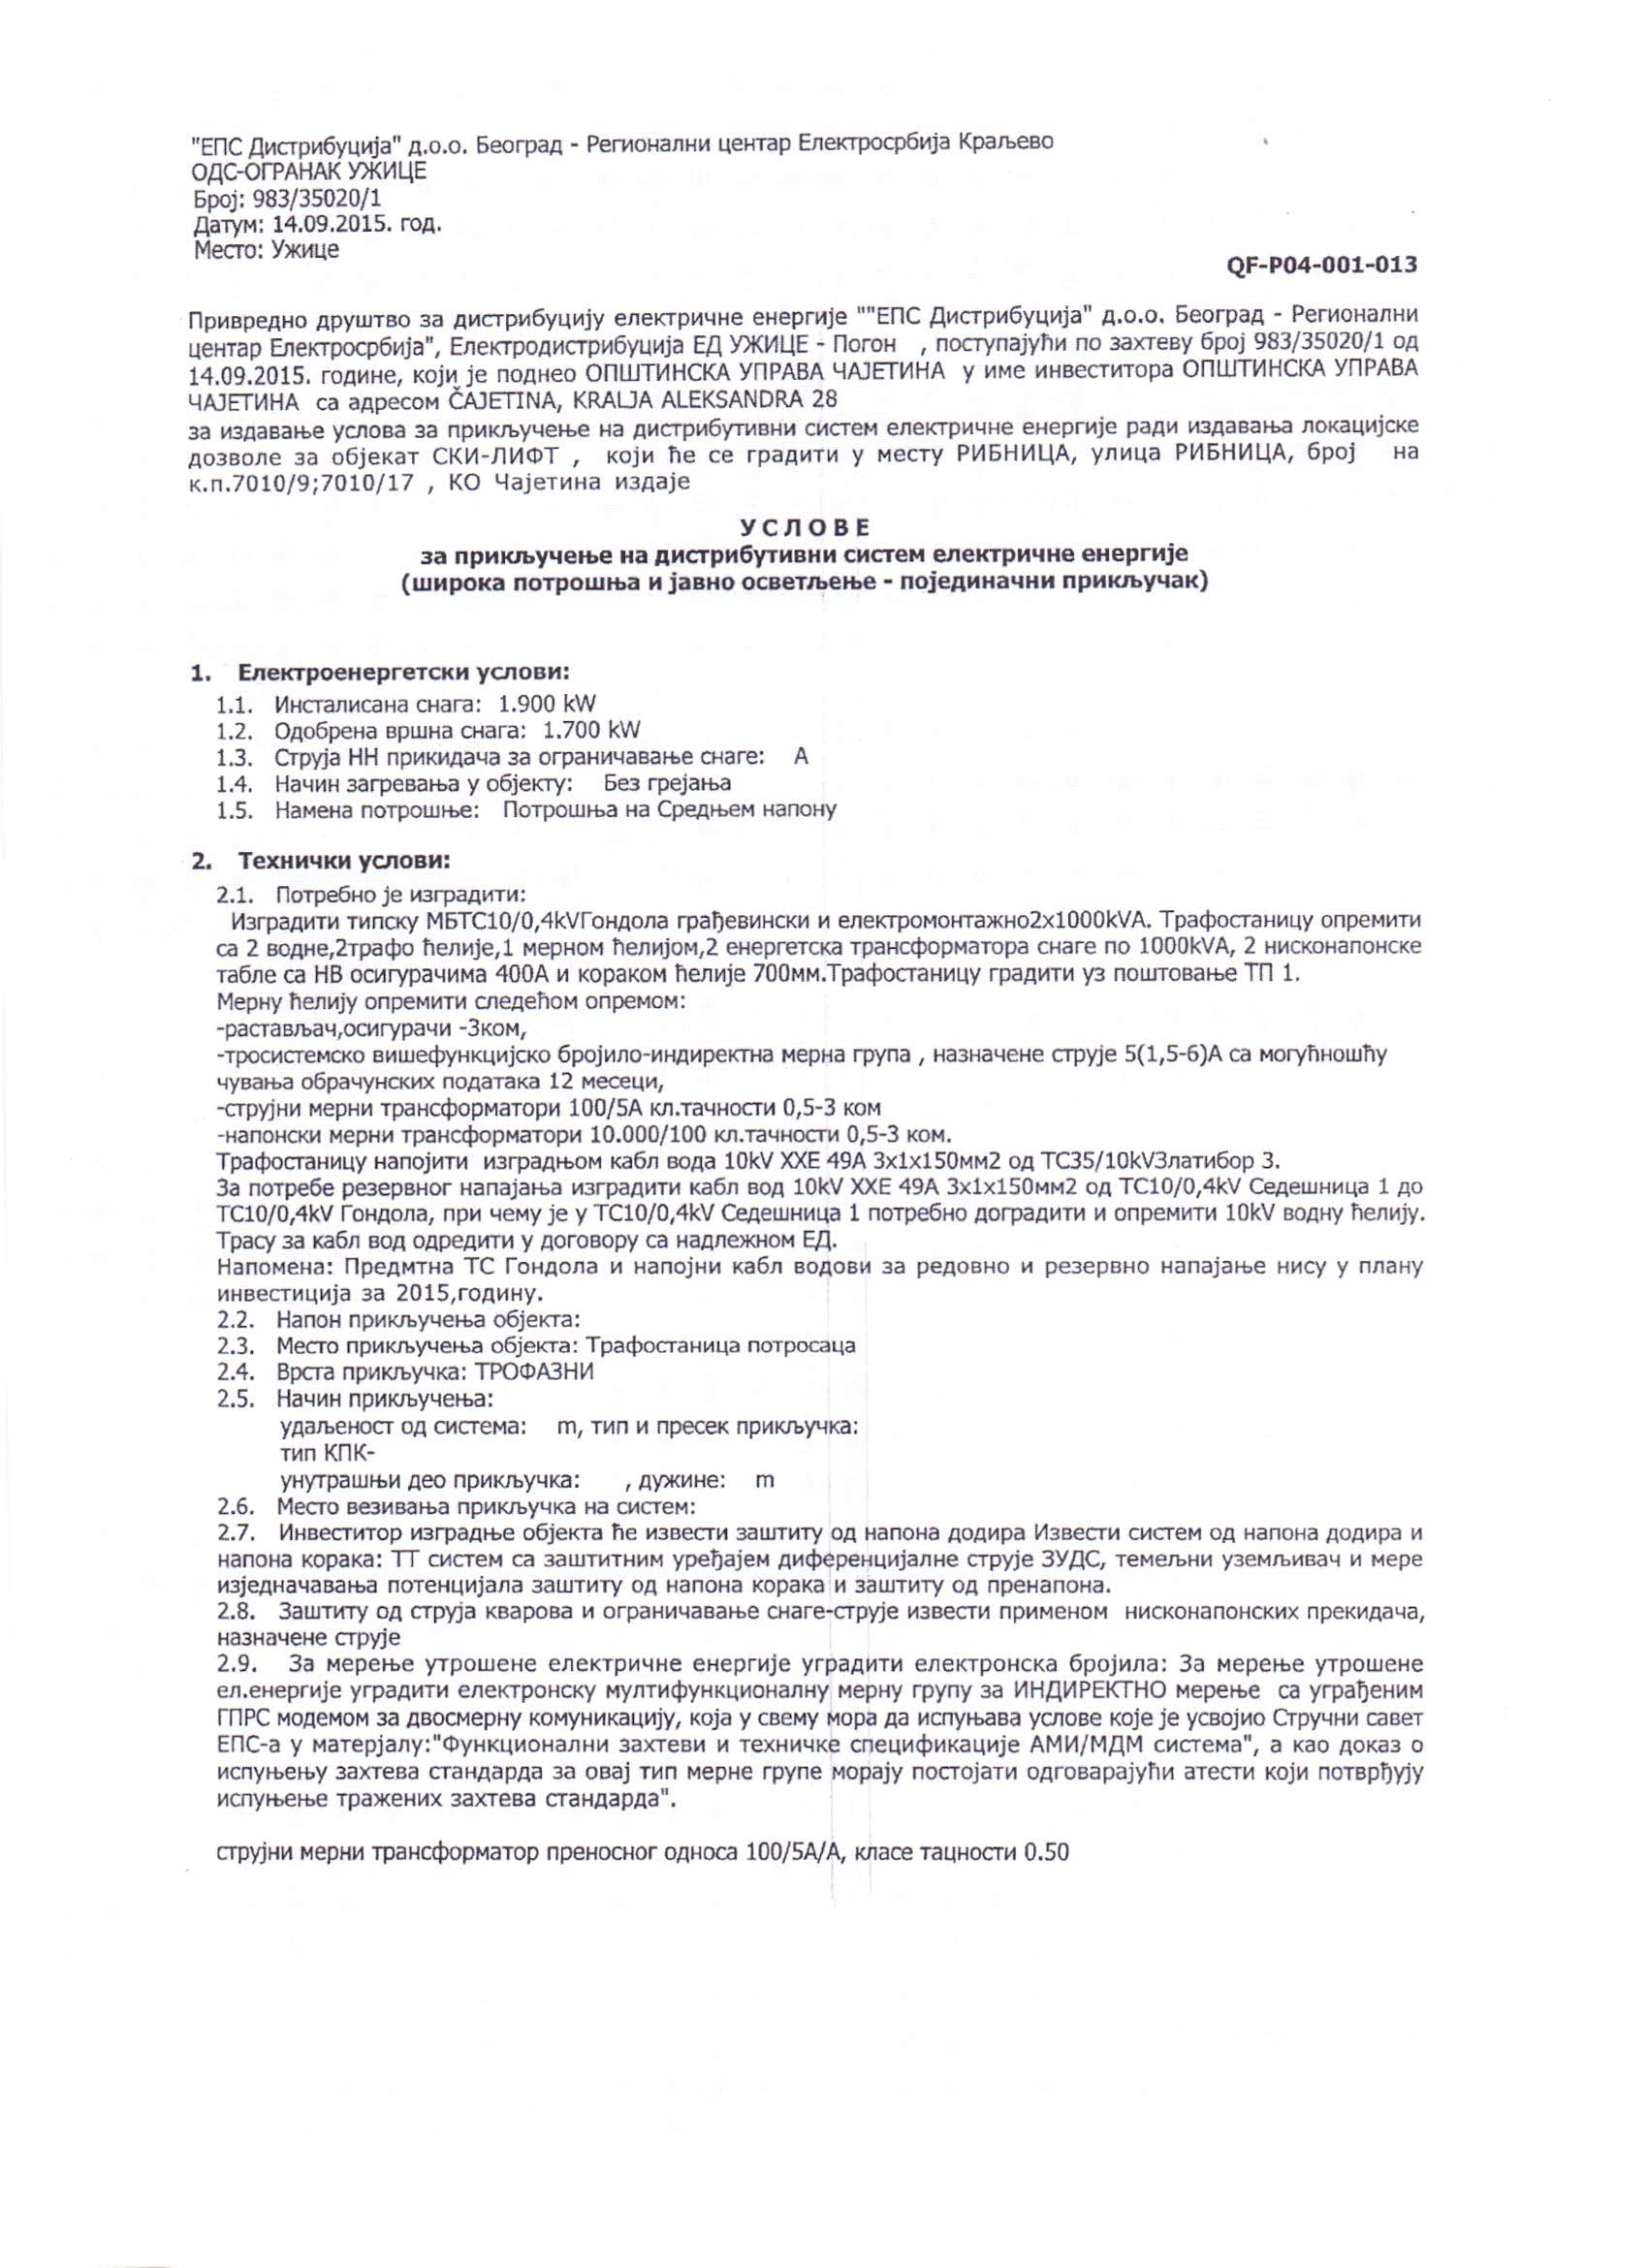 "ЕПС Дистрибуција" д.о.о. Београд - Регионални центар Електросрбија Краљево
ОДС-ОГРАНАК УЖИЦЕ
Број: 983/35020/1
Датум: 14.09.2015. год.
Место: Ужице
QF-P04-001-013
Привредно друштво за дистрибуцију електричне енергије ""ЕПС Дистрибуција" д.о.о. Београд - Регионални
центар Електросрбија", Електродистрибуција ЕД УЖИЦЕ - Погон , поступајући по захтеву број 983/35020/1 од
14.09.2015. године, који је поднео ОПШТИНСКА УПРАВА ЧАЈЕТИНА у име инвеститора ОПШТИНСКА УПРАВА
ЧАЈЕТИНА са адресом ČAJETINA, KRALJA ALEKSANDRA 28
за издавање услова за прикључење на дистрибутивни систем електричне енергије ради издавања локацијске
дозволе за објекат СКИ-ЛИФТ , који ће се градити у месту РИБНИЦА, улица РИБНИЦА, број на
к.п.7010/9;7010/17 , КО Чајетина издаје
У С Л О В Е
за прикључење на дистрибутивни систем електричне енергије
(широка потрошња и јавно осветљење - појединачни прикључак)
1. Електроенергетски услови:
1.1. Инсталисана снага: 1.900 kW
1.2. Одобрена вршна снага: 1.700 kW
1.3. Струја НН прикидача за ограничавање снаге: А
1.4. Начин загревања у објекту: Без грејања
1.5. Намена потрошње: Потрошња на Средњем напону
2. Технички услови:
2.1. Потребно је изградити:
Изградити типску МБТС10/0,4kVГондола грађевински и електромонтажно2x1000kVA. Трафостаницу опремити
са 2 водне,2трафо ћелије,1 мерном ћелијом,2 енергетска трансформатора снаге по 1000kVA, 2 нисконапонске
табле са НВ осигурачима 400А и кораком ћелије 700мм.Трафостаницу градити уз поштовање ТП 1.
Мерну ћелију опремити следећом опремом:
-растављач,осигурачи -3ком,
-тросистемско вишефункцијско бројило-индиректна мерна група , назначене струје 5(1,5-6)А са могућношћу
чувања обрачунских података 12 месеци,
-струјни мерни трансформатори 100/5А кл.тачности 0,5-3 ком
-напонски мерни трансформатори 10.000/100 кл.тачности 0,5-3 ком.
Трафостаницу напојити изградњом кабл вода 10kV XXE 49A 3x1x150мм2 од ТС35/10kVЗлатибор 3.
За потребе резервног напајања изградити кабл вод 10kV XXE 49A 3x1x150мм2 од ТС10/0,4kV Седешница 1 до
ТС10/0,4kV Гондола, при чему је у ТС10/0,4kV Седешница 1 потребно доградити и опремити 10kV водну ћелију.
Трасу за кабл вод одредити у договору са надлежном ЕД.
Напомена: Предмтна ТС Гондола и напојни кабл водови за редовно и резервно напајање нису у плану
инвестиција за 2015,годину.
2.2. Напон прикључења објекта:
2.3. Место прикључења објекта: Трафостаница потросаца
2.4. Врста прикључка: ТРОФАЗНИ
2.5. Начин прикључења:
удаљеност од система: m, тип и пресек прикључка:
тип КПК-
унутрашњи део прикључка: , дужине: m
2.6. Место везивања прикључка на систем:
2.7. Инвеститор изградње објекта ће извести заштиту од напона додира Извести систем од напона додира и
напона корака: ТТ систем са заштитним уређајем диференцијалне струје ЗУДС, темељни уземљивач и мере
изједначавања потенцијала заштиту од напона корака и заштиту од пренапона.
2.8. Заштиту од струја кварова и ограничавање снаге-струје извести применом нисконапонских прекидача,
назначене струје
2.9. За мерење утрошене електричне енергије уградити електронска бројила: За мерење утрошене
ел.енергије уградити електронску мултифункционалну мерну групу за ИНДИРЕКТНО мерење са уграђеним
ГПРС модемом за двосмерну комуникацију, која у свему мора да испуњава услове које је усвојио Стручни савет
ЕПС-а у матерјалу:"Функционални захтеви и техничке спецификације АМИ/МДМ система", а као доказ о
испуњењу захтева стандарда за овај тип мерне групе морају постојати одговарајући атести који потврђују
испуњење тражених захтева стандарда".
струјни мерни трансформатор преносног односа 100/5А/А, класе тацности 0.50